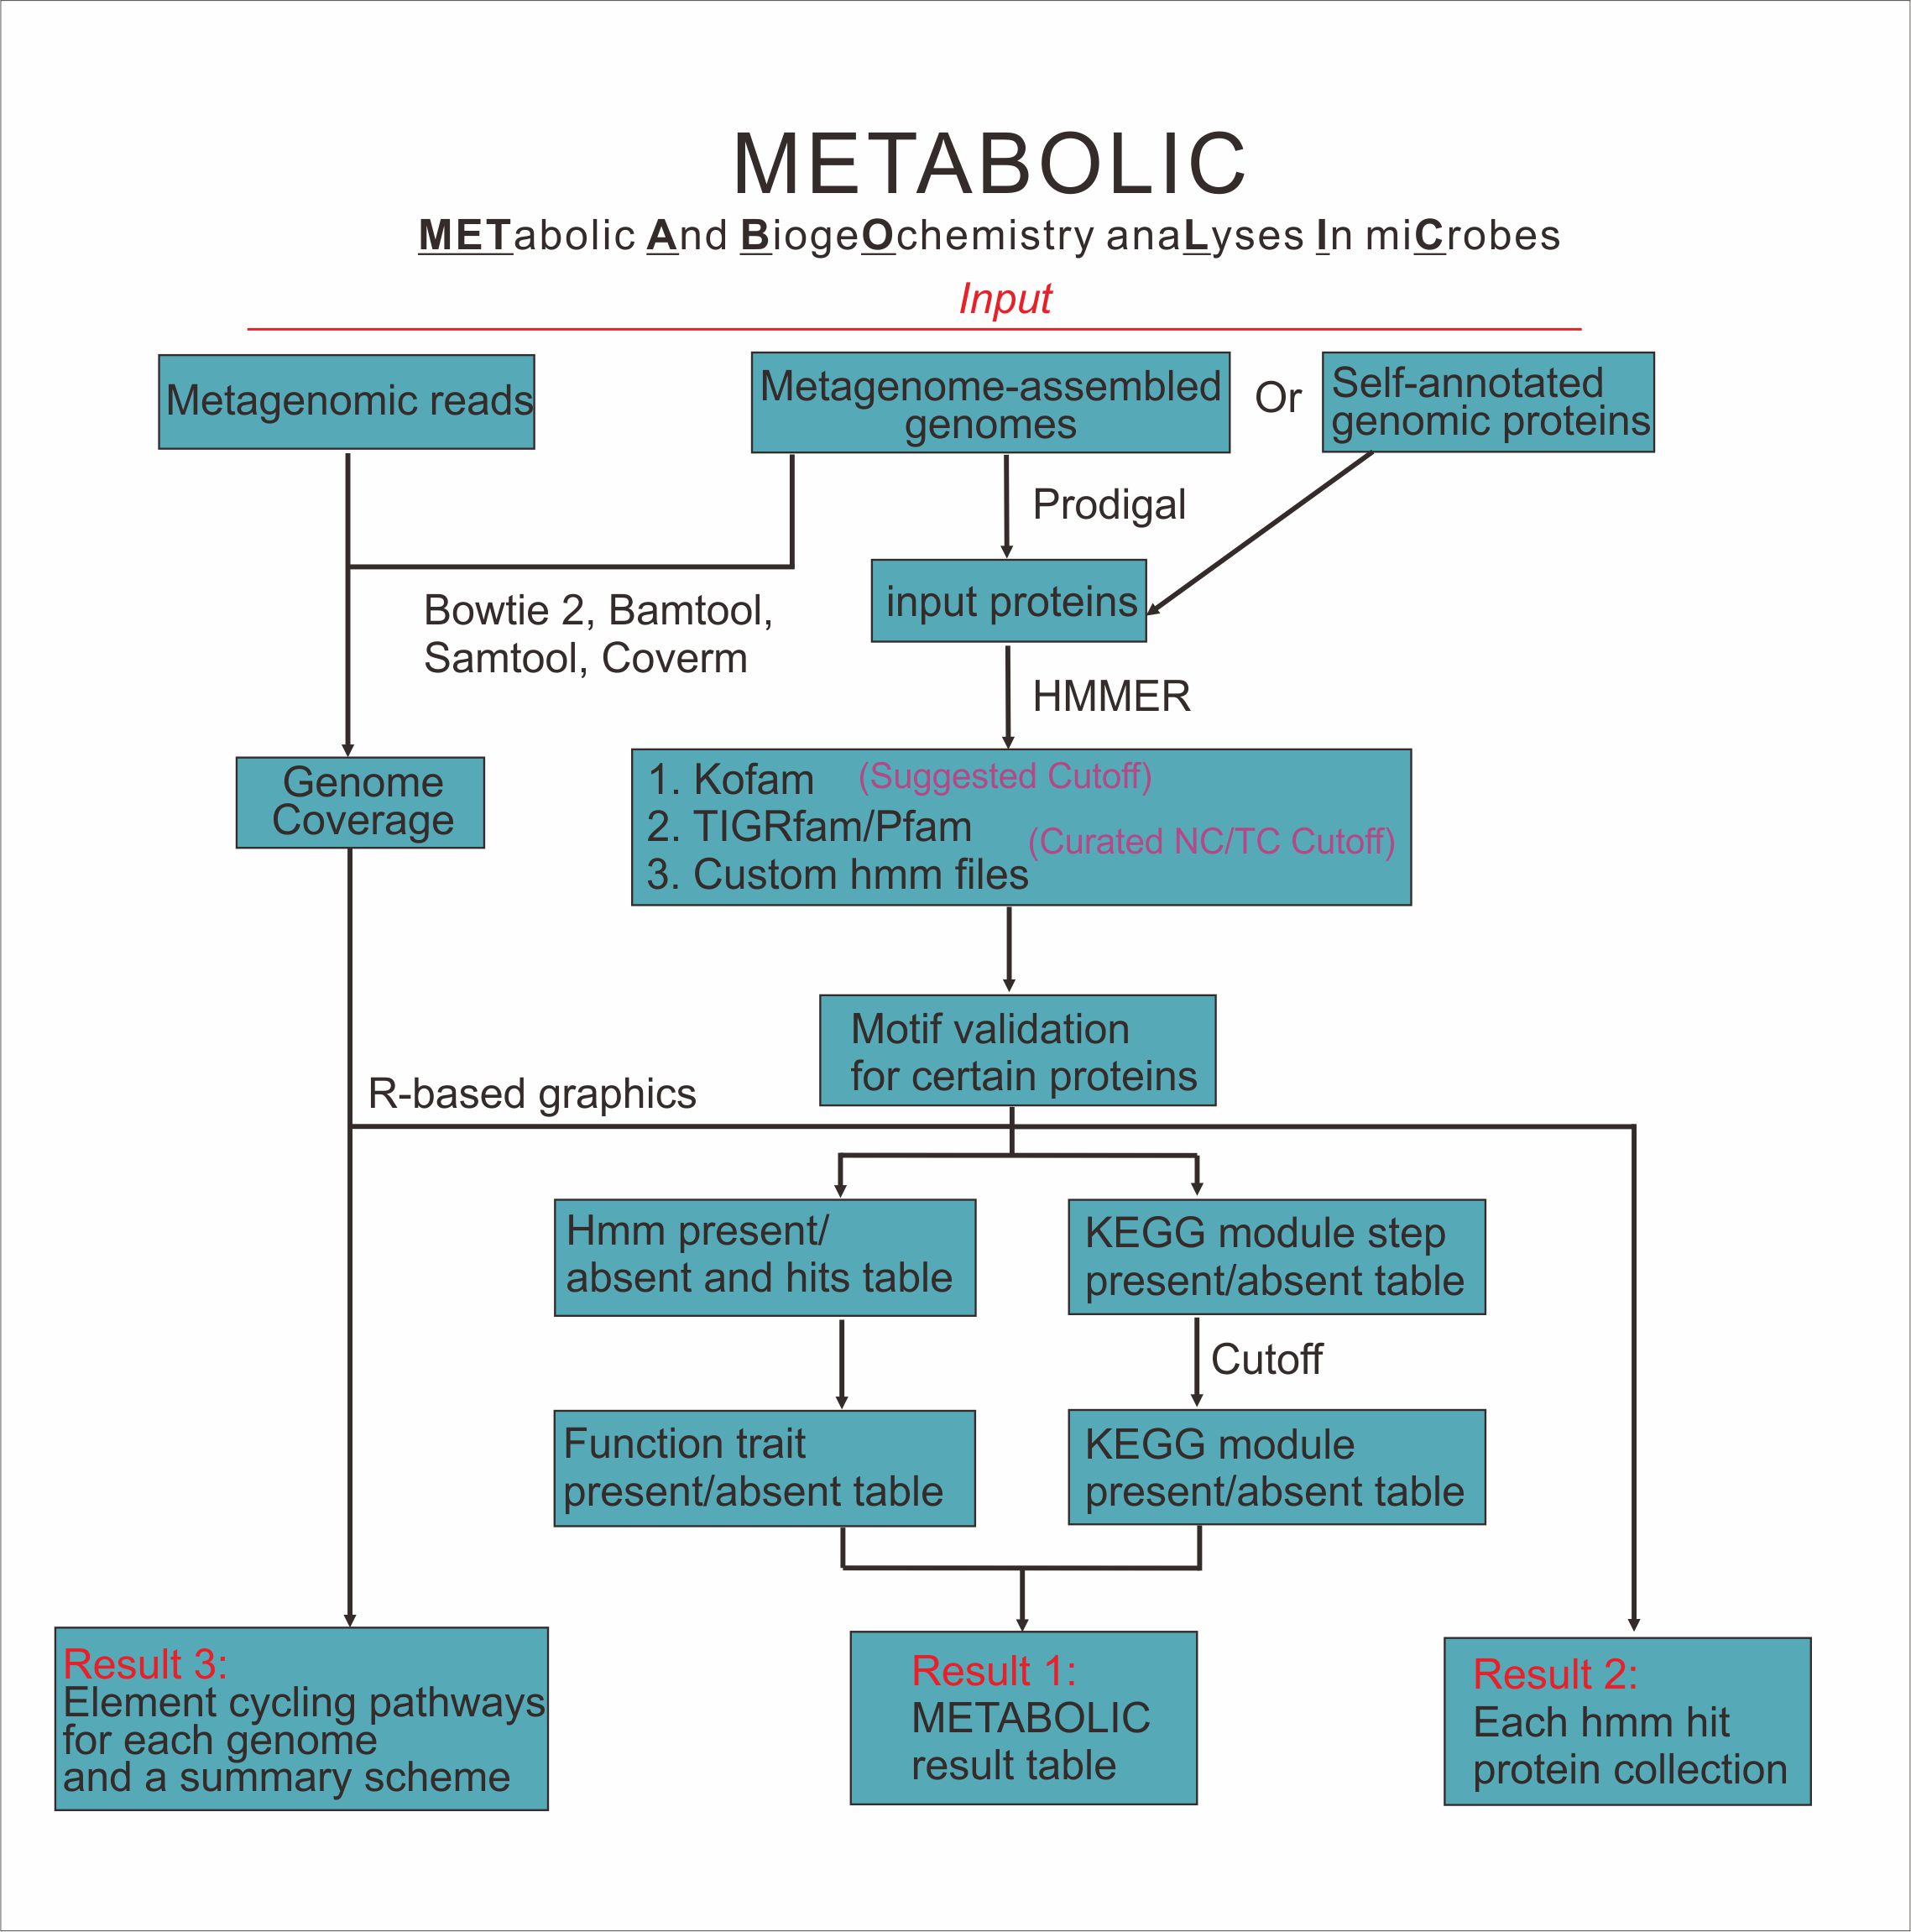 METABOLIC
METabolic And BiogeOchemistry anaLyses In miCrobes
Input
Metagenomic reads
Metagenome-assembled
genomes
Or
Self-annotated
genomic proteins
Prodigal
input proteins
Bowtie 2, Bamtool,
Samtool, Coverm
HMMER
Genome
Coverage
1. Kofam (Suggested Cutoff)
2. TIGRfam/Pfam
(Curated NC/TC Cutoff)
3. Custom hmm files
Motif validation
for certain proteins
R-based graphics
Hmm present/
absent and hits table
KEGG module step
present/absent table
Cutoff
Function trait
present/absent table
KEGG module
present/absent table
Result 3:
Element cycling pathways
for each genome
and a summary scheme
Result 1:
METABOLIC
result table
Result 2:
Each hmm hit
protein collection